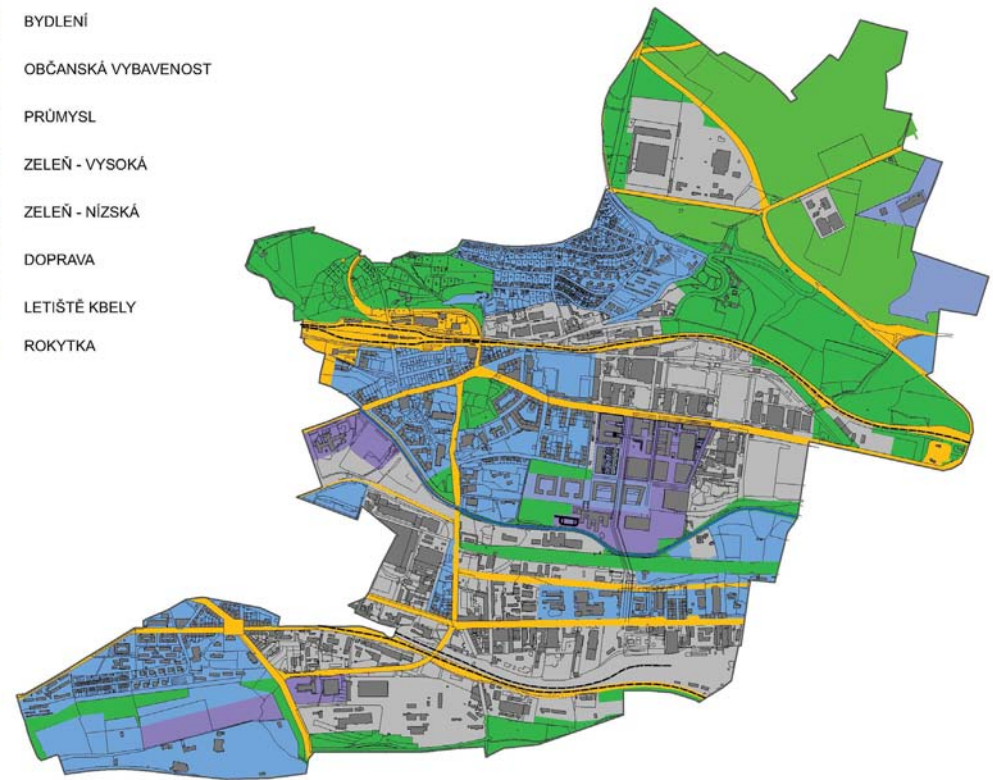 BYDLENÍ
OBČANSKÁ VYBAVENOST
PRŮMYSL
ZELEŇ - VYSOKÁ
ZELEŇ - NÍZSKÁ
DOPRAVA
LETIŠTĚ KBELY
ROKYTKA